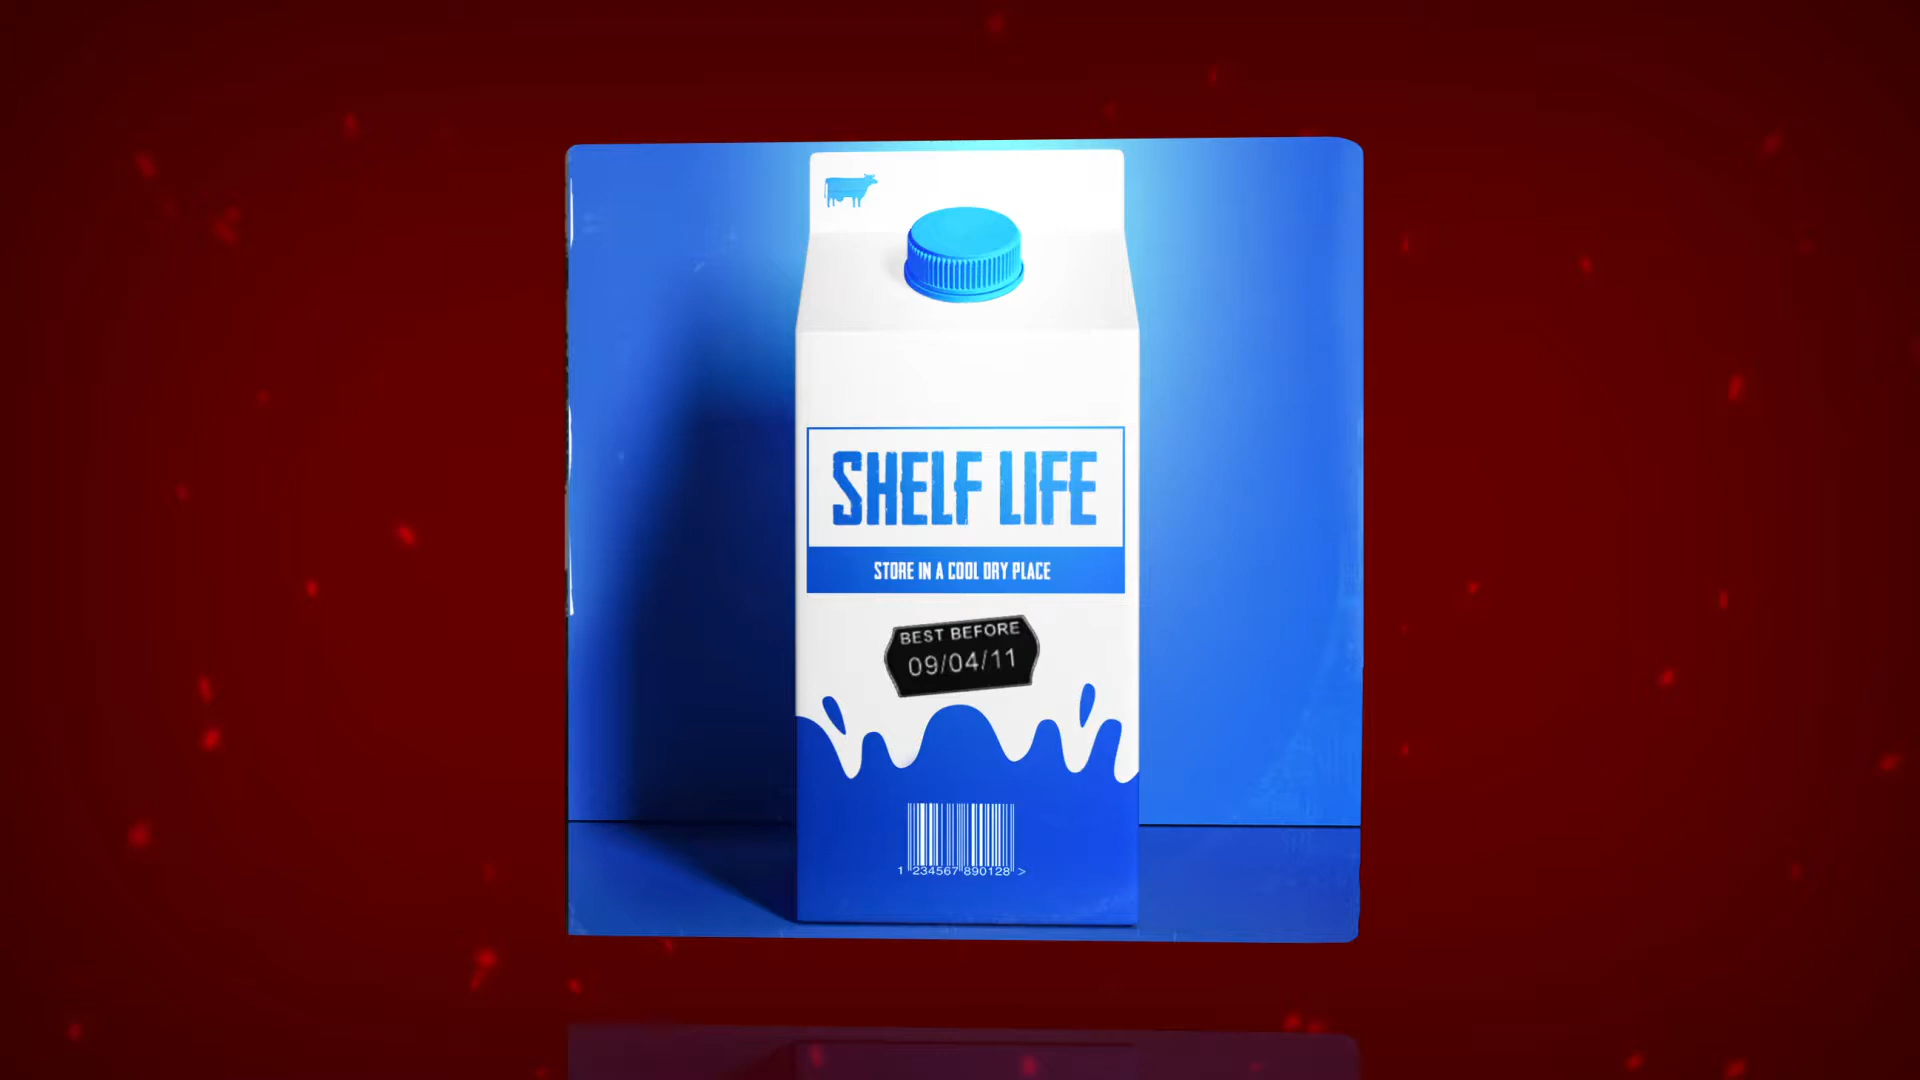 SHELF LIFE
STORE IN A COOL DRY PLACE
BEST BEFORE
09/04/11
1 234567 890128 >